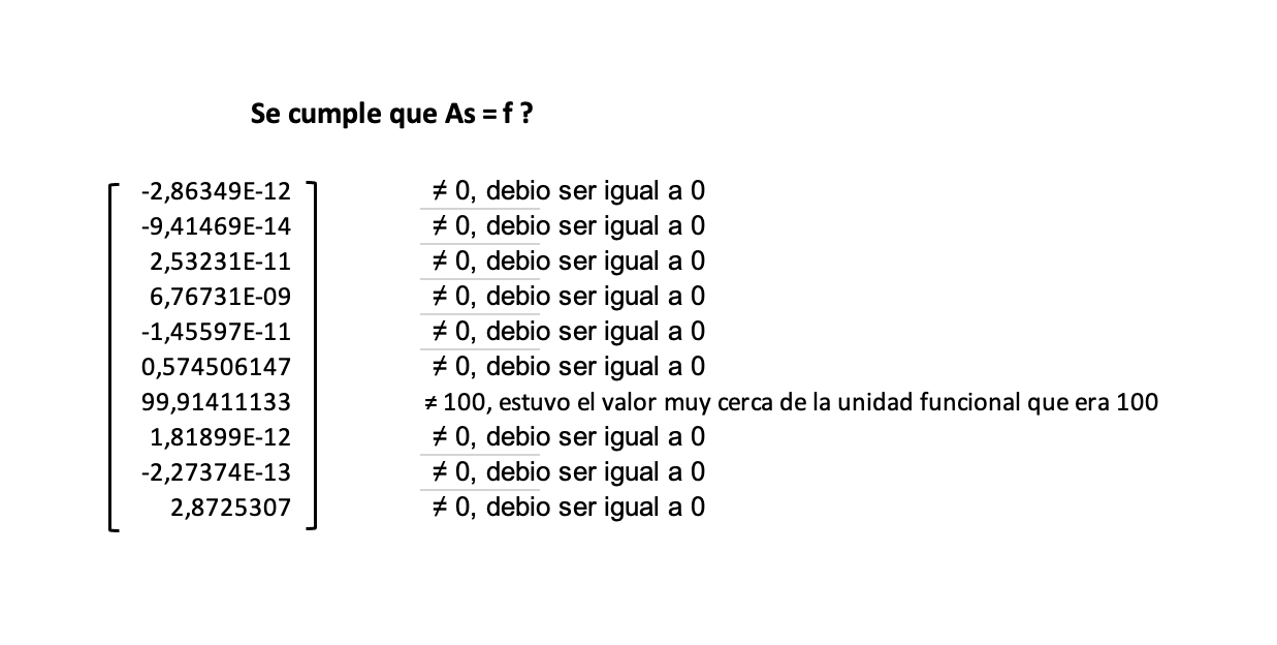 Se cumple que As = f ?
-2,86349E-12 ≠ 0, debio ser igual a 0
-9,41469E-14 ≠ 0, debio ser igual a 0
2,53231E-11 ≠ 0, debio ser igual a 0
6,76731E-09 ≠ 0, debio ser igual a 0
-1,45597E-11 ≠ 0, debio ser igual a 0
0,574506147 ≠ 0, debio ser igual a 0
99,91411133 ≠ 100, estuvo el valor muy cerca de la unidad funcional que era 100
1,81899E-12 ≠ 0, debio ser igual a 0
-2,27374E-13 ≠ 0, debio ser igual a 0
2,8725307 ≠ 0, debio ser igual a 0